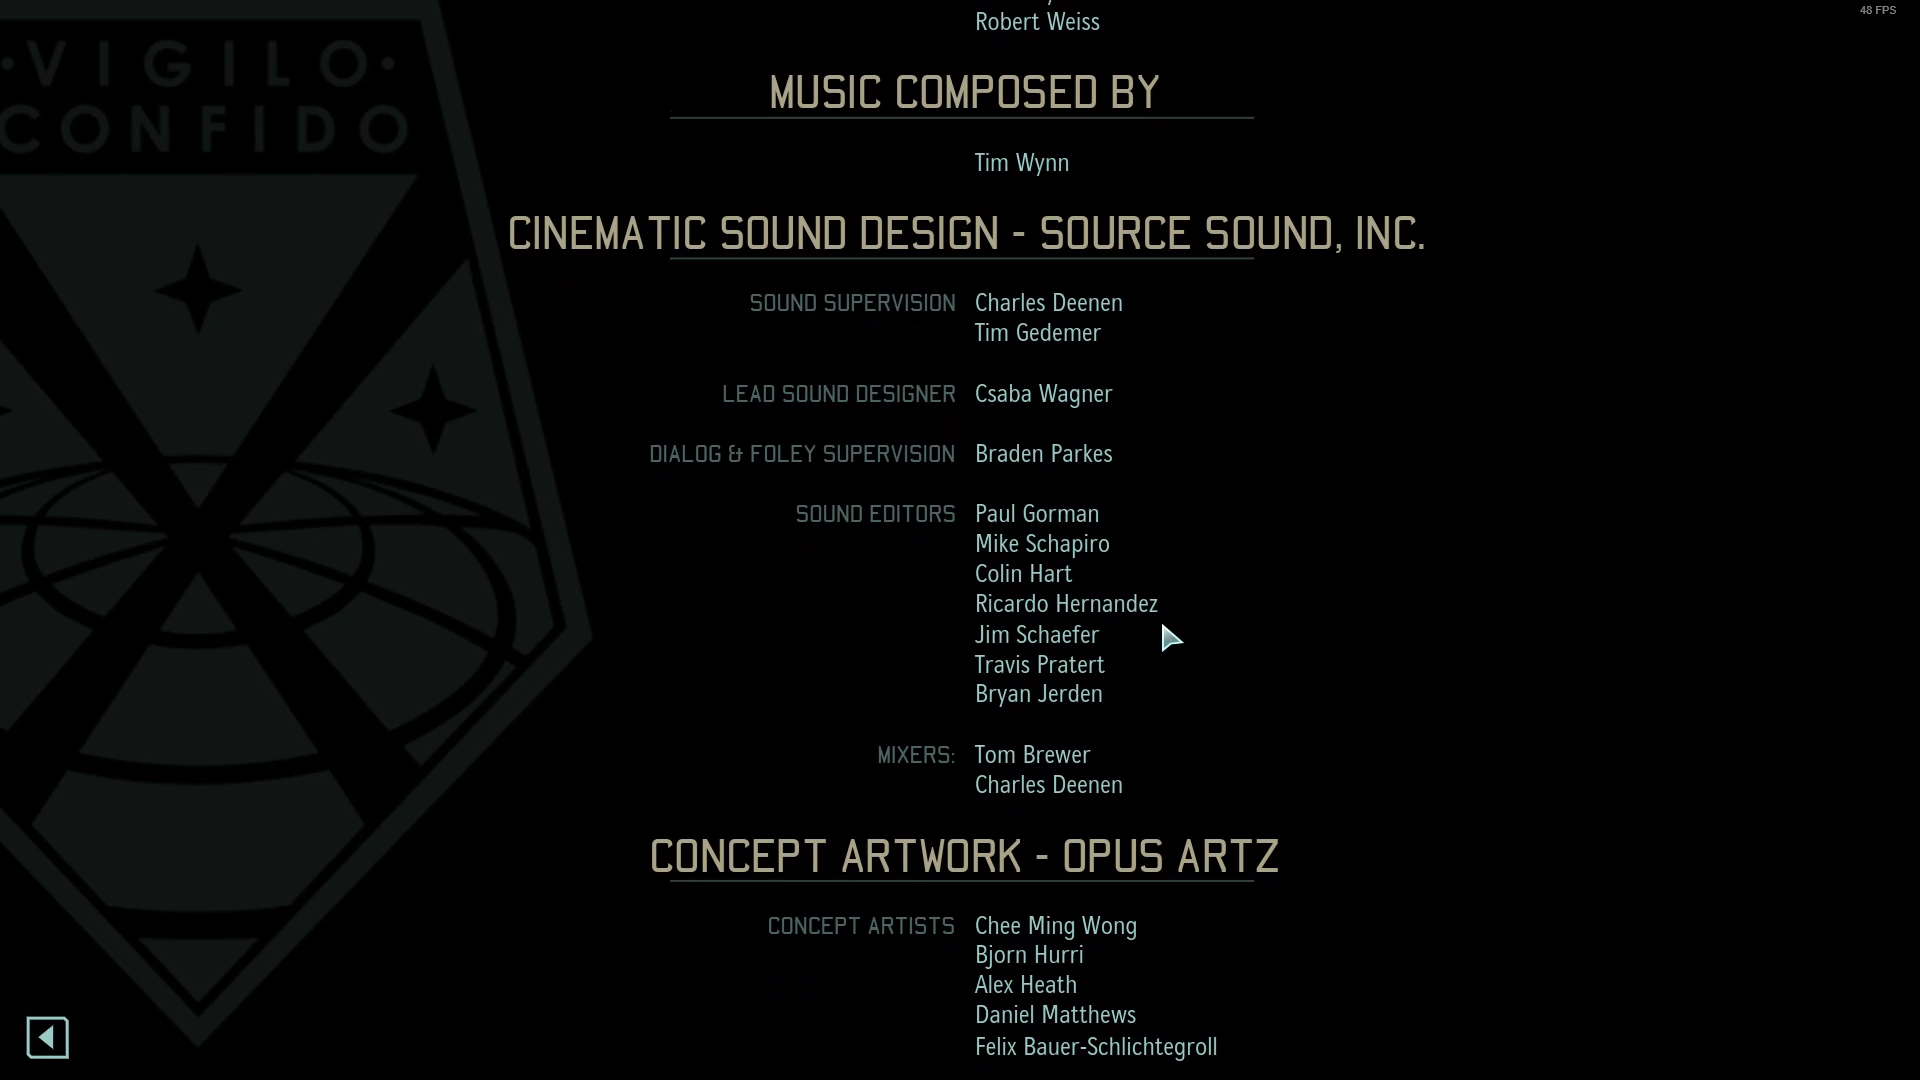 48 FPS
·VIGILO·
CONFIDO
Robert Weiss
MUSIC COMPOSED BY
Tim Wynn
CINEMATIC SOUND DESIGN - SOURCE SOUND, INC.
SOUND SUPERVISION Charles Deenen
Tim Gedemer
LEAD SOUND DESIGNER Csaba Wagner
DIALOG & FOLEY SUPERVISION Braden Parkes
SOUND EDITORS Paul Gorman
Mike Schapiro
Colin Hart
Ricardo Hernandez
Jim Schaefer
Travis Pratert
Bryan Jerden
MIXERS: Tom Brewer
Charles Deenen
CONCEPT ARTWORK - OPUS ARTZ
CONCEPT ARTISTS Chee Ming Wong
Bjorn Hurri
Alex Heath
Daniel Matthews
Felix Bauer-Schlichtegroll